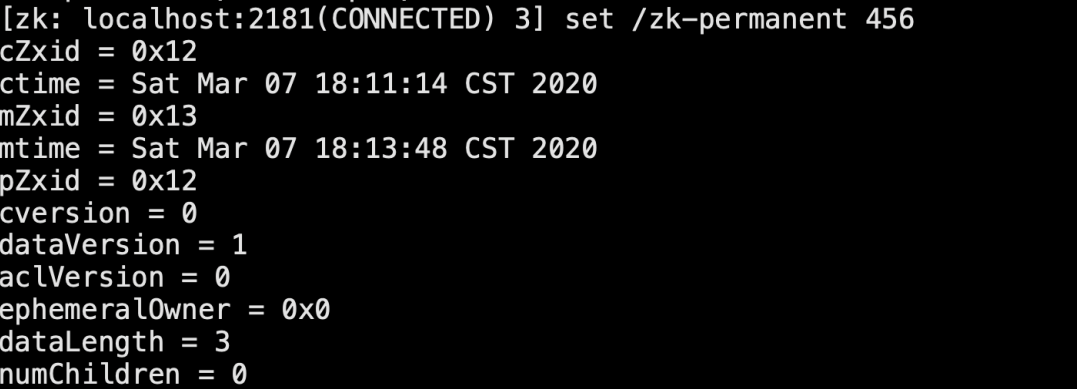 [zk: localhost:2181(CONNECTED) 3] set /zk-permanent 456
cZxid = 0x12
ctime = Sat Mar 07 18:11:14 CST 2020
mZxid = 0x13
mtime = Sat Mar 07 18:13:48 CST 2020
pZxid = 0x12
cversion = 0
dataVersion = 1
aclVersion = 0
ephemeralOwner = 0x0
dataLength = 3
numChildren = 0